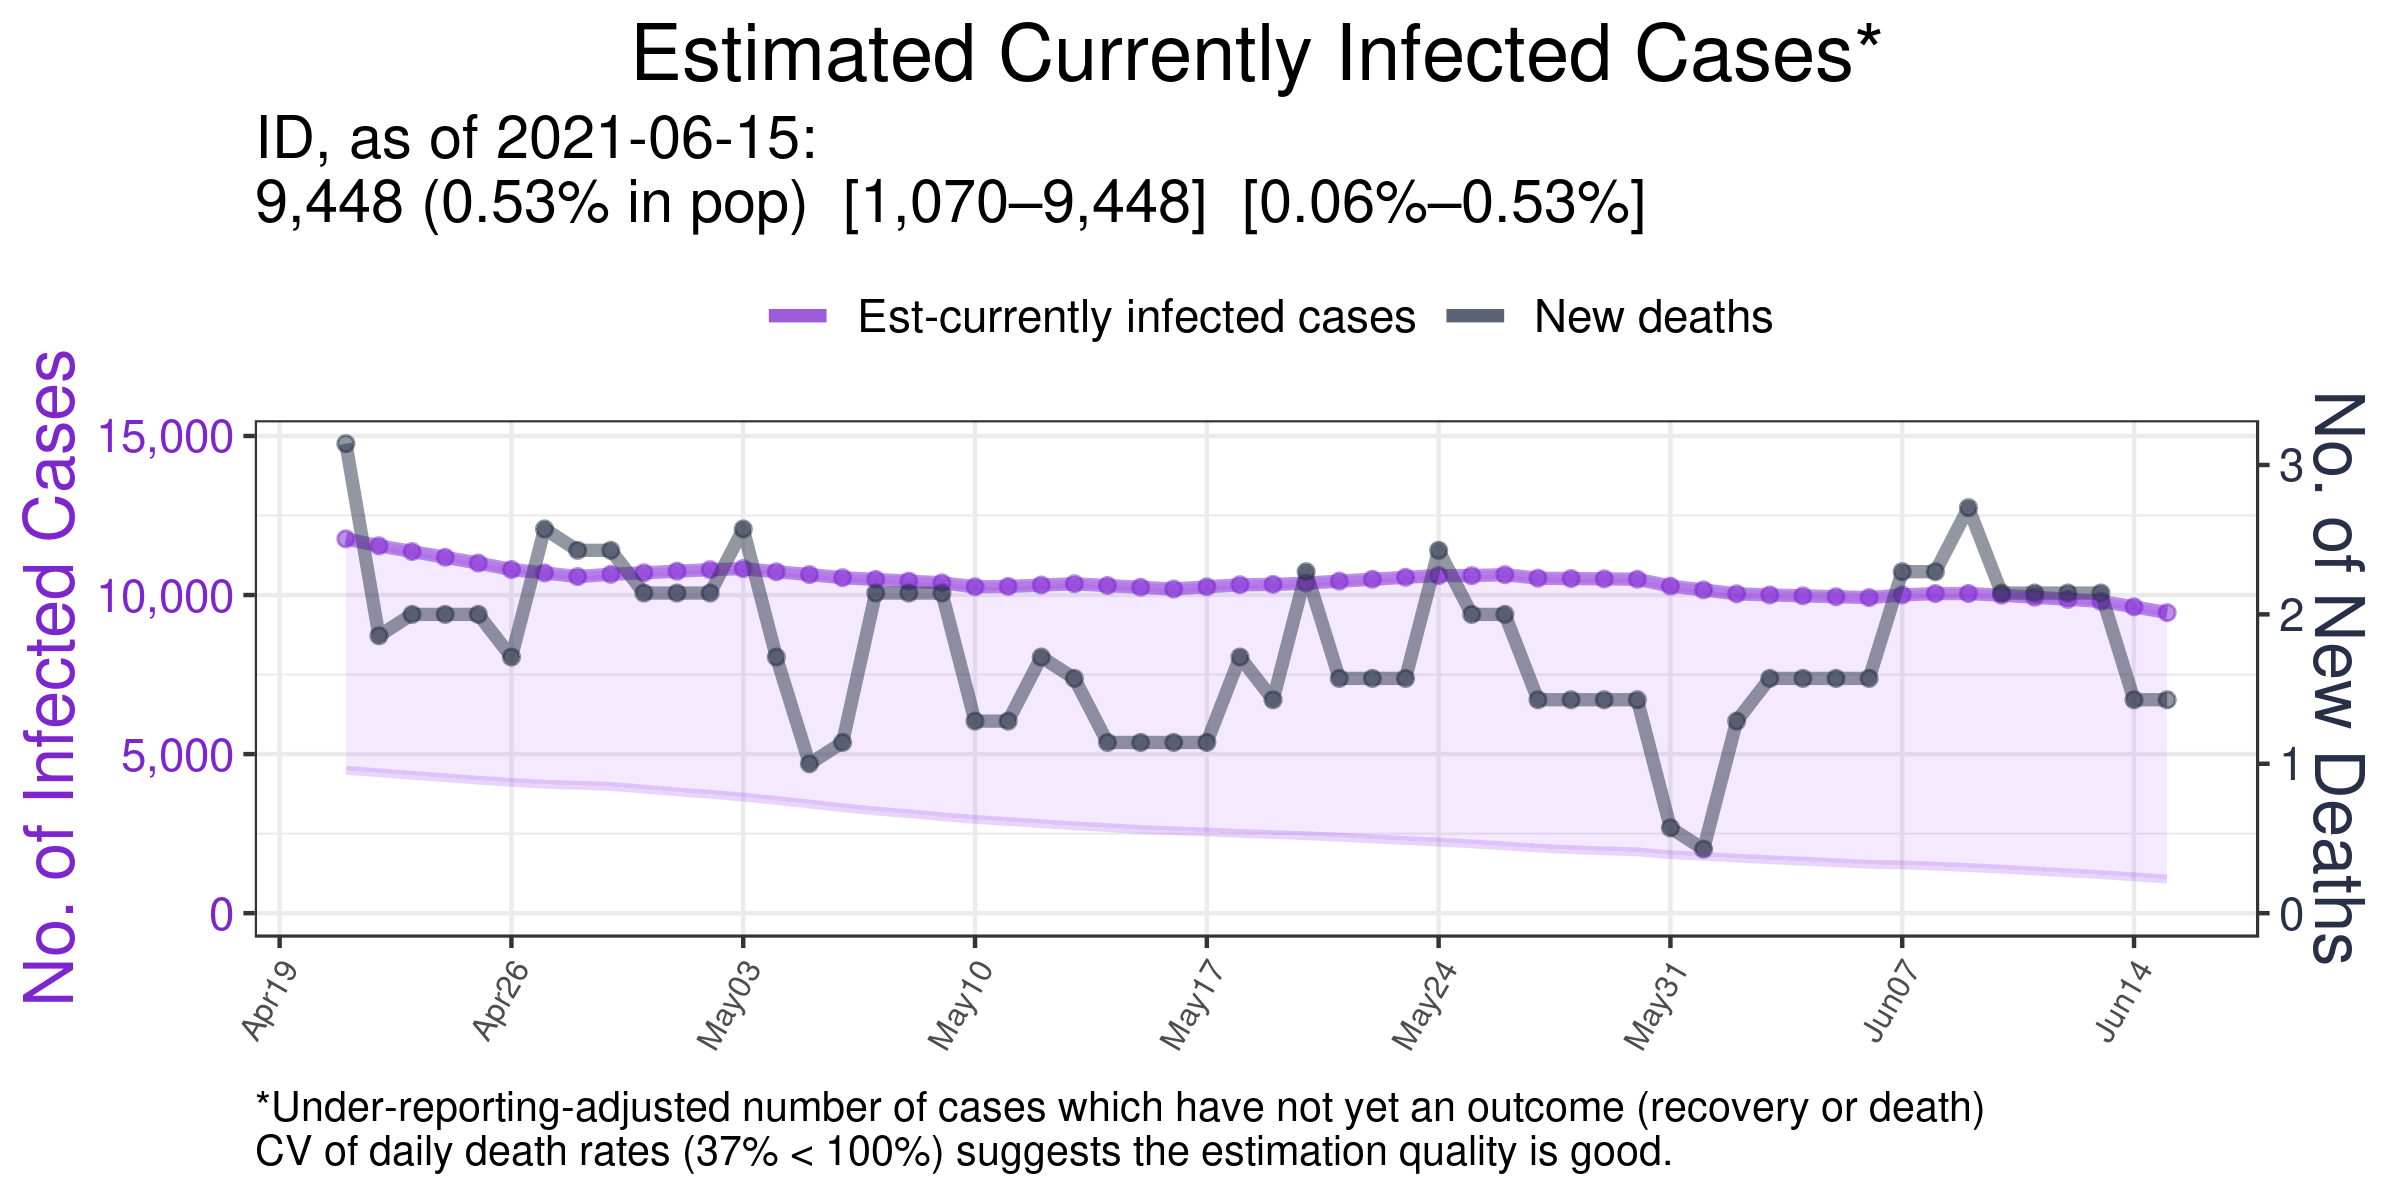 Estimated Currently Infected Cases*
ID, as of 2021-06-15:
9,448 (0.53% in pop)  [1,070–9,448]  [0.06%–0.53%]
Est-currently infected cases
New deaths
No. of Infected Cases
15,000
10,000
5,000
0
3
2
1
0
No. of New Deaths
Apr19
Apr26
May03
May10
May17
May24
May31
Jun07
Jun14
*Under-reporting-adjusted number of cases which have not yet an outcome (recovery or death)
CV of daily death rates (37% < 100%) suggests the estimation quality is good.